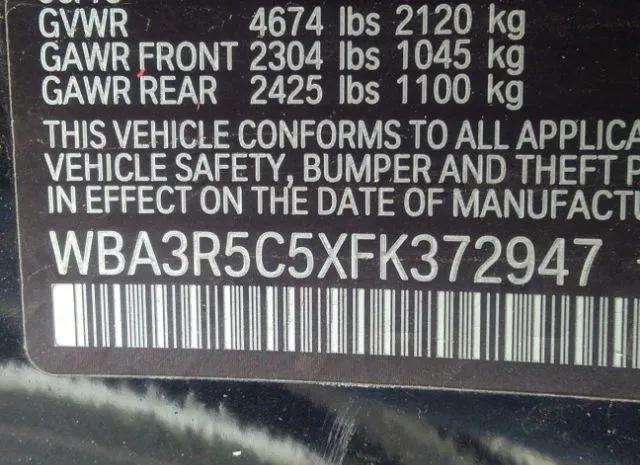 GVWR 4674 lbs 2120 kg
GAWR FRONT 2304 lbs 1045 kg
GAWR REAR 2425 lbs 1100 kg
THIS VEHICLE CONFORMS TO ALL APPLICA
VEHICLE SAFETY, BUMPER AND THEFT P
IN EFFECT ON THE DATE OF MANUFACTU
WBA3R5C5XFK372947